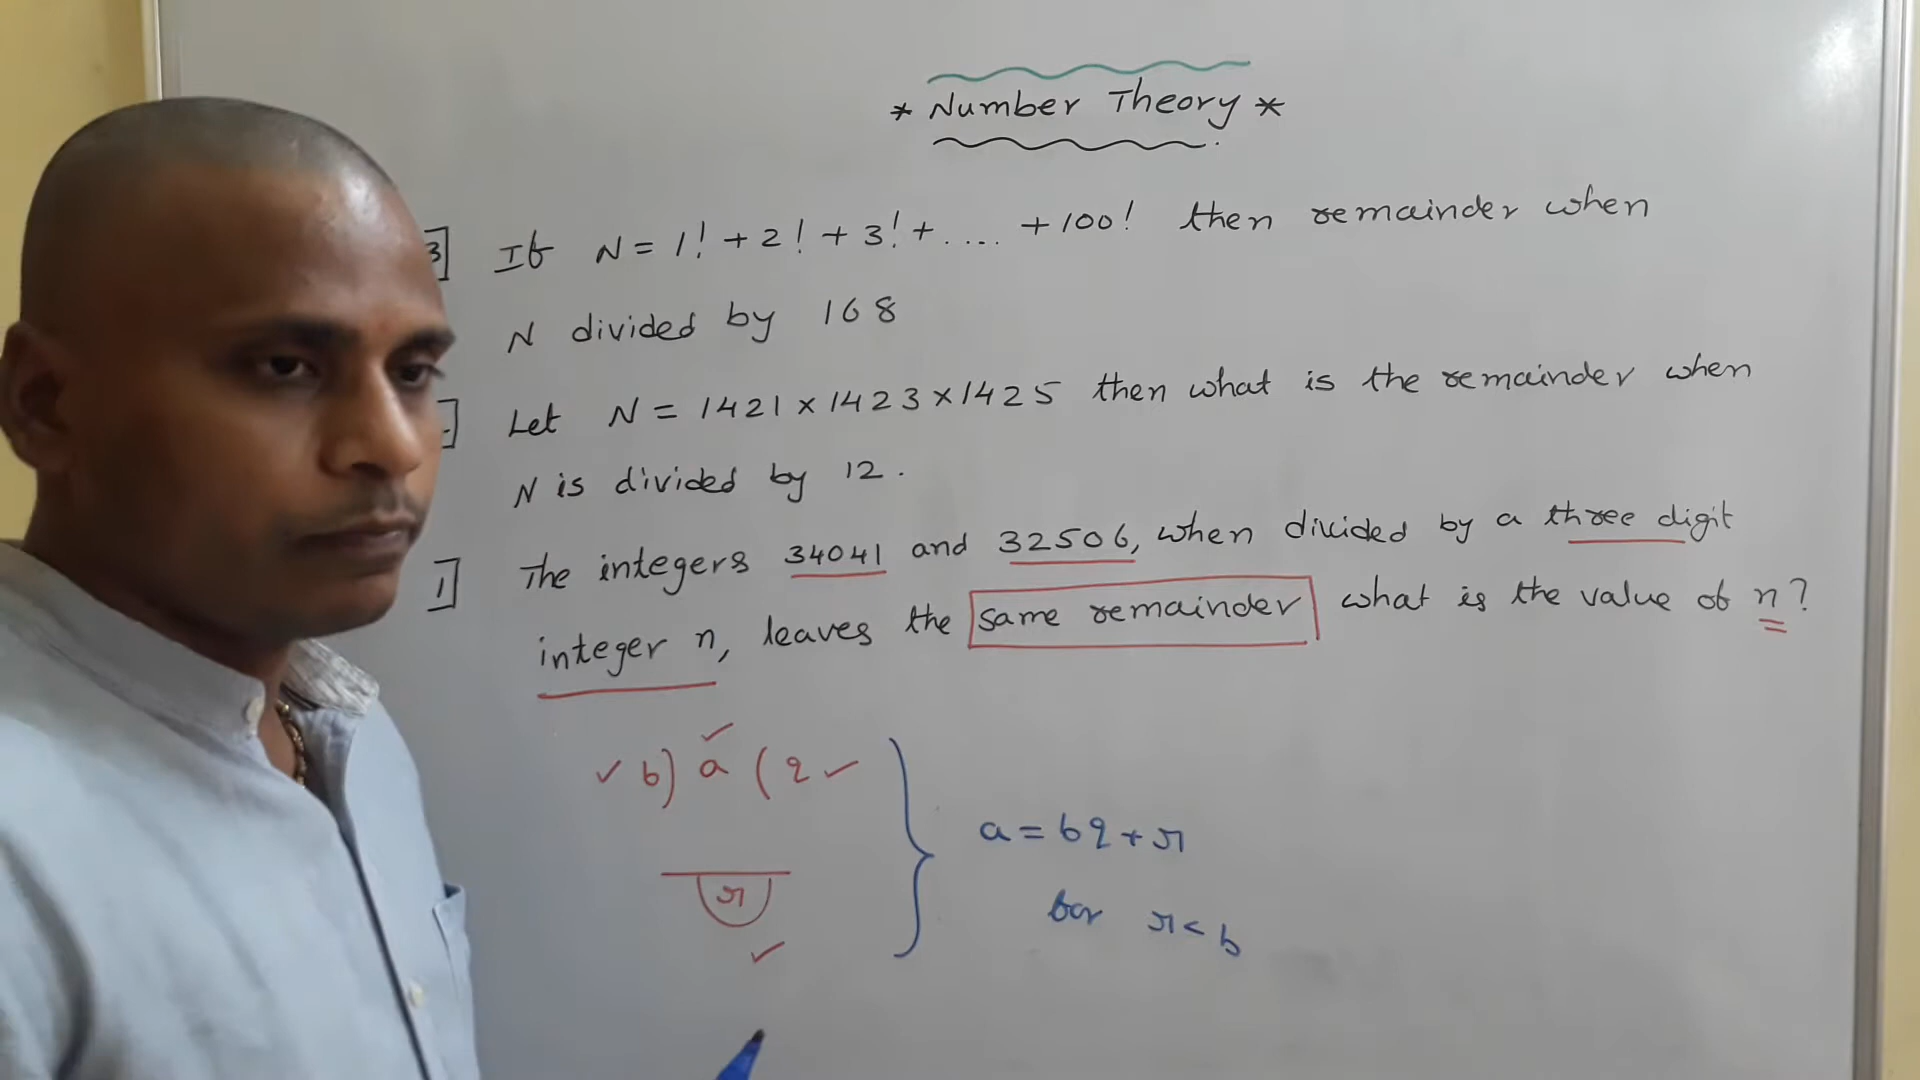 * Number Theory *
3] If N = 1! + 2! + 3! + .... + 100! then remainder when
N divided by 168
] Let N = 1421 × 1423 × 1425 then what is the remainder when
N is divided by 12.
1] The integers 34041 and 32506, when divided by a three digit
integer n, leaves the same remainder what is the value of n?
✓ b) a ✓ ( q ✓
r ✓
a = bq + r
for r < b